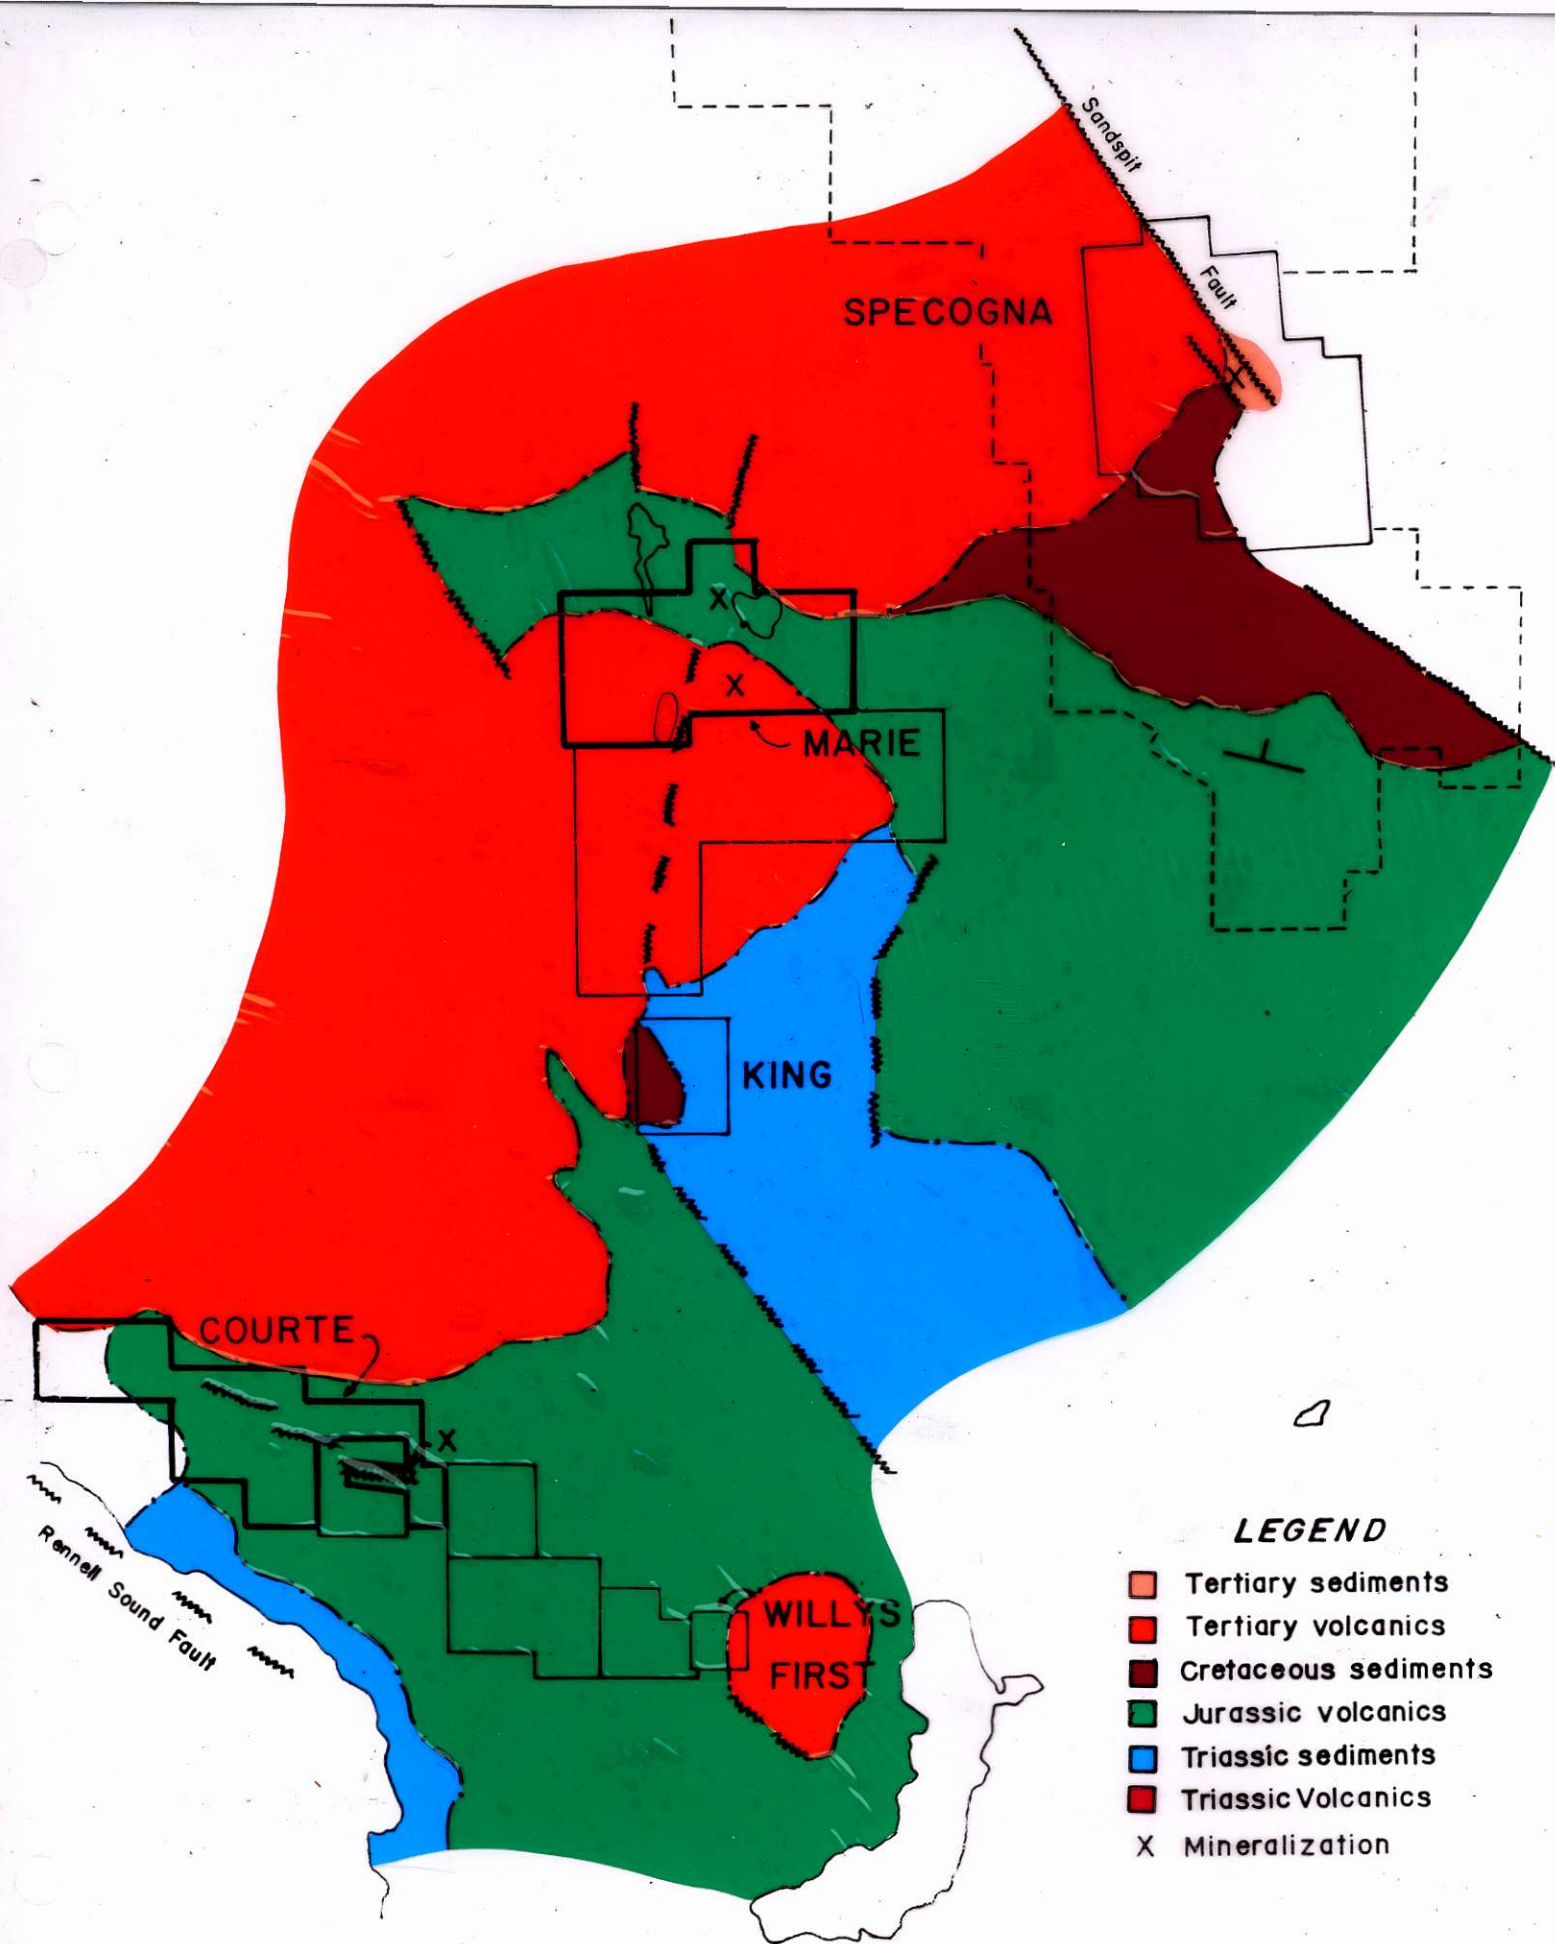 Sandspit
Fault
SPECOGNA
MARIE
KING
COURTE
Rennell Sound Fault
WILLYS
FIRST
LEGEND
Tertiary sediments
Tertiary volcanics
Cretaceous sediments
Jurassic volcanics
Triassic sediments
Triassic Volcanics
X Mineralization
X
X
X
X